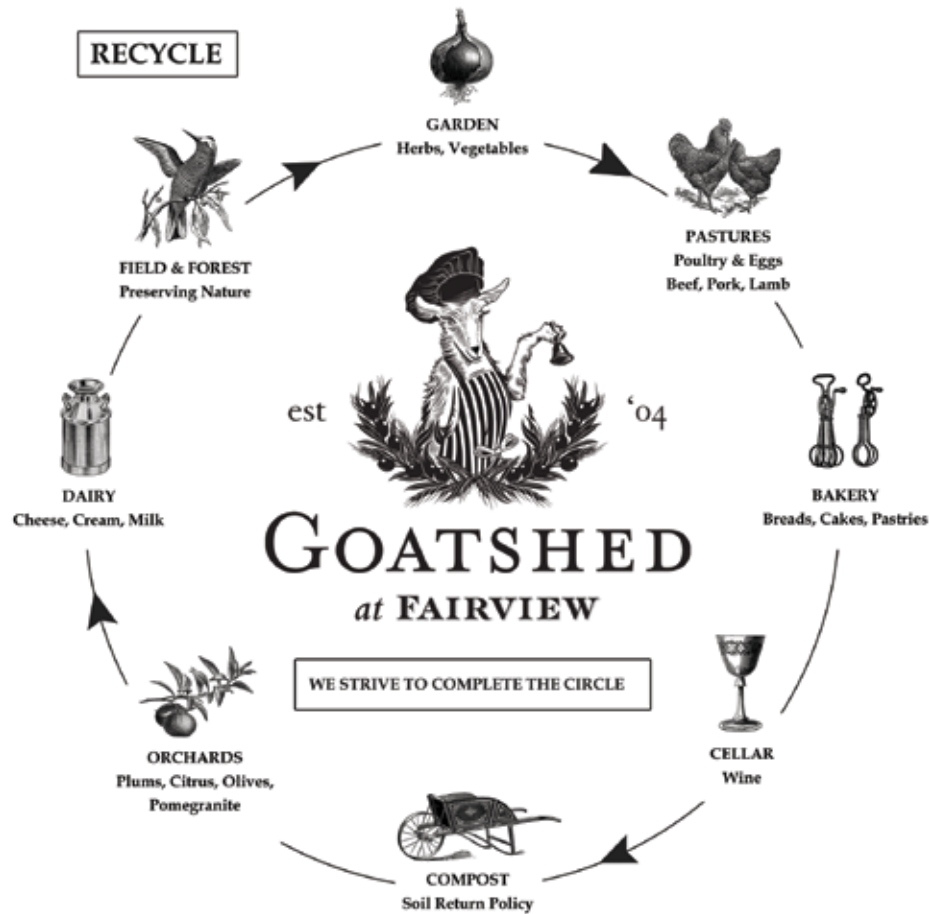 RECYCLE
GARDEN
Herbs, Vegetables
PASTURES
Poultry & Eggs
Beef, Pork, Lamb
BAKERY
Breads, Cakes, Pastries
CELLAR
Wine
COMPOST
Soil Return Policy
ORCHARDS
Plums, Citrus, Olives,
Pomegranite
DAIRY
Cheese, Cream, Milk
FIELD & FOREST
Preserving Nature
est ‘04
GOATSHED
at FAIRVIEW
WE STRIVE TO COMPLETE THE CIRCLE